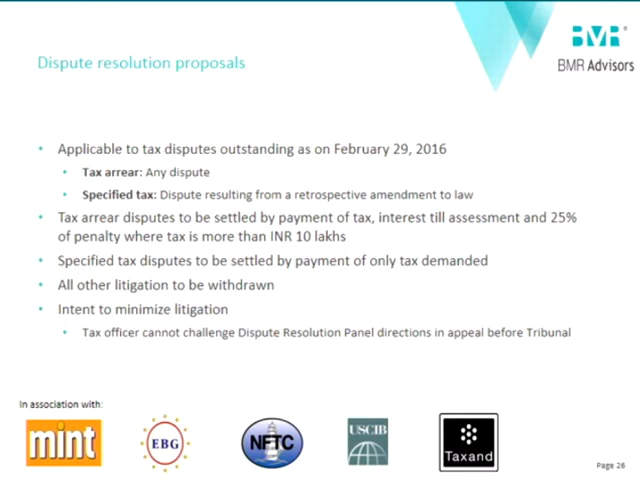 BMR
BMR Advisors
Dispute resolution proposals
• Applicable to tax disputes outstanding as on February 29, 2016
• Tax arrear: Any dispute
• Specified tax: Dispute resulting from a retrospective amendment to law
• Tax arrear disputes to be settled by payment of tax, interest till assessment and 25%
of penalty where tax is more than INR 10 lakhs
• Specified tax disputes to be settled by payment of only tax demanded
• All other litigation to be withdrawn
• Intent to minimize litigation
• Tax officer cannot challenge Dispute Resolution Panel directions in appeal before Tribunal
In association with:
mint
EBG
NFTC
USCIB
Taxand
Page 26